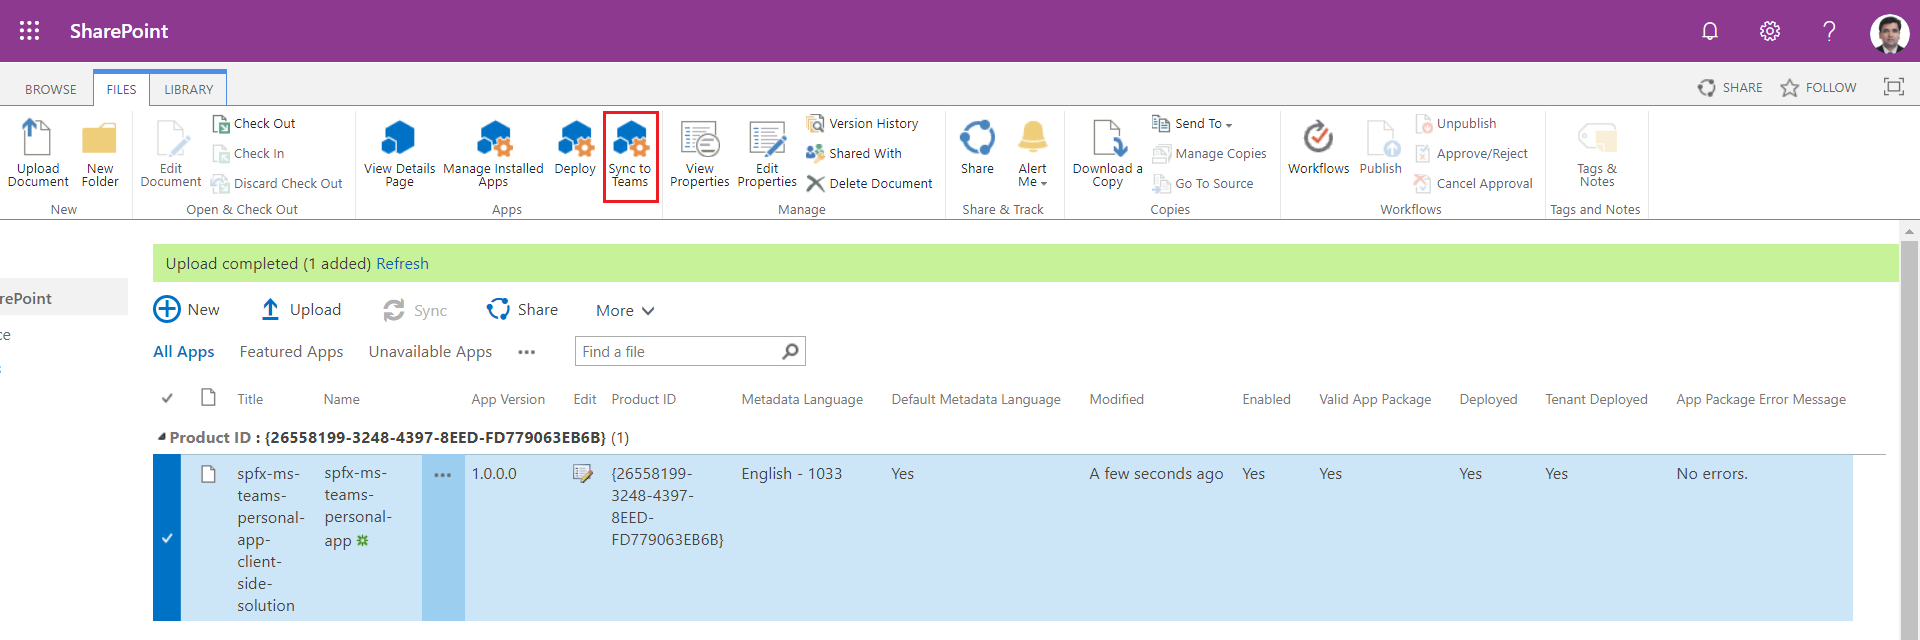 SharePoint
?
BROWSE FILES LIBRARY
SHARE FOLLOW
Upload Document
New Folder
New
Edit Document
Check Out
Check In
Discard Check Out
Open & Check Out
View Details Page
Manage Installed Apps
Deploy
Sync to Teams
Apps
View Properties
Edit Properties
Version History
Shared With
Delete Document
Manage
Share
Alert Me
Share & Track
Download a Copy
Send To
Manage Copies
Go To Source
Copies
Workflows
Publish
Unpublish
Approve/Reject
Cancel Approval
Workflows
Tags & Notes
Tags and Notes
Upload completed (1 added) Refresh
rePoint
ce
New Upload Sync Share More
All Apps Featured Apps Unavailable Apps ••• Find a file
Title Name App Version Edit Product ID Metadata Language Default Metadata Language Modified Enabled Valid App Package Deployed Tenant Deployed App Package Error Message
Product ID : {26558199-3248-4397-8EED-FD779063EB6B} (1)
spfx-ms-
teams-
personal-
app-
client-
side-
solution
spfx-ms-
teams-
personal-
app
•••
1.0.0.0
{26558199-
3248-4397-
8EED-
FD779063EB6B}
English - 1033
Yes
A few seconds ago
Yes
Yes
Yes
Yes
No errors.